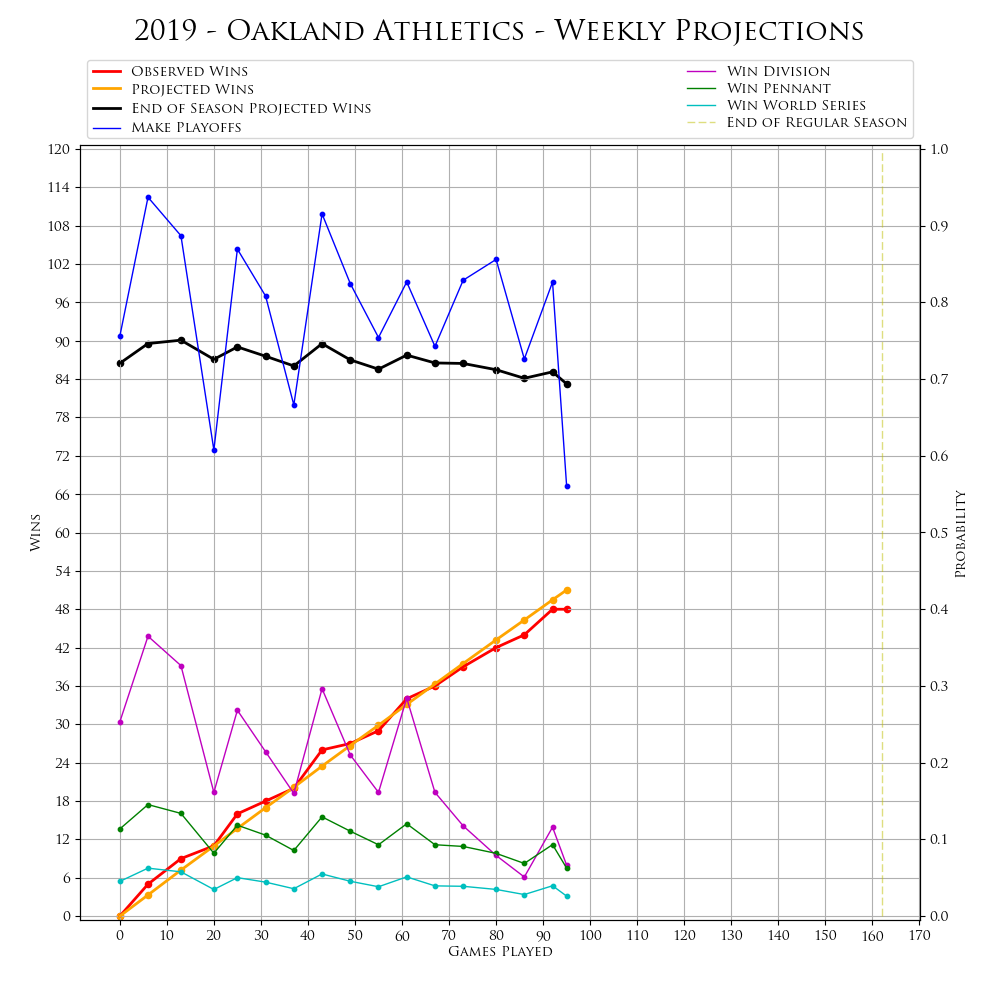 2019 - Oakland Athletics - Weekly Projections
Observed Wins
Projected Wins
End of Season Projected Wins
Make Playoffs
Win Division
Win Pennant
Win World Series
End of Regular Season
120
114
108
102
96
90
84
78
72
66
60
54
48
42
36
30
24
18
12
6
0
Wins
1.0
0.9
0.8
0.7
0.6
0.5
0.4
0.3
0.2
0.1
0.0
Probability
0 10 20 30 40 50 60 70 80 90 100 110 120 130 140 150 160 170
Games Played